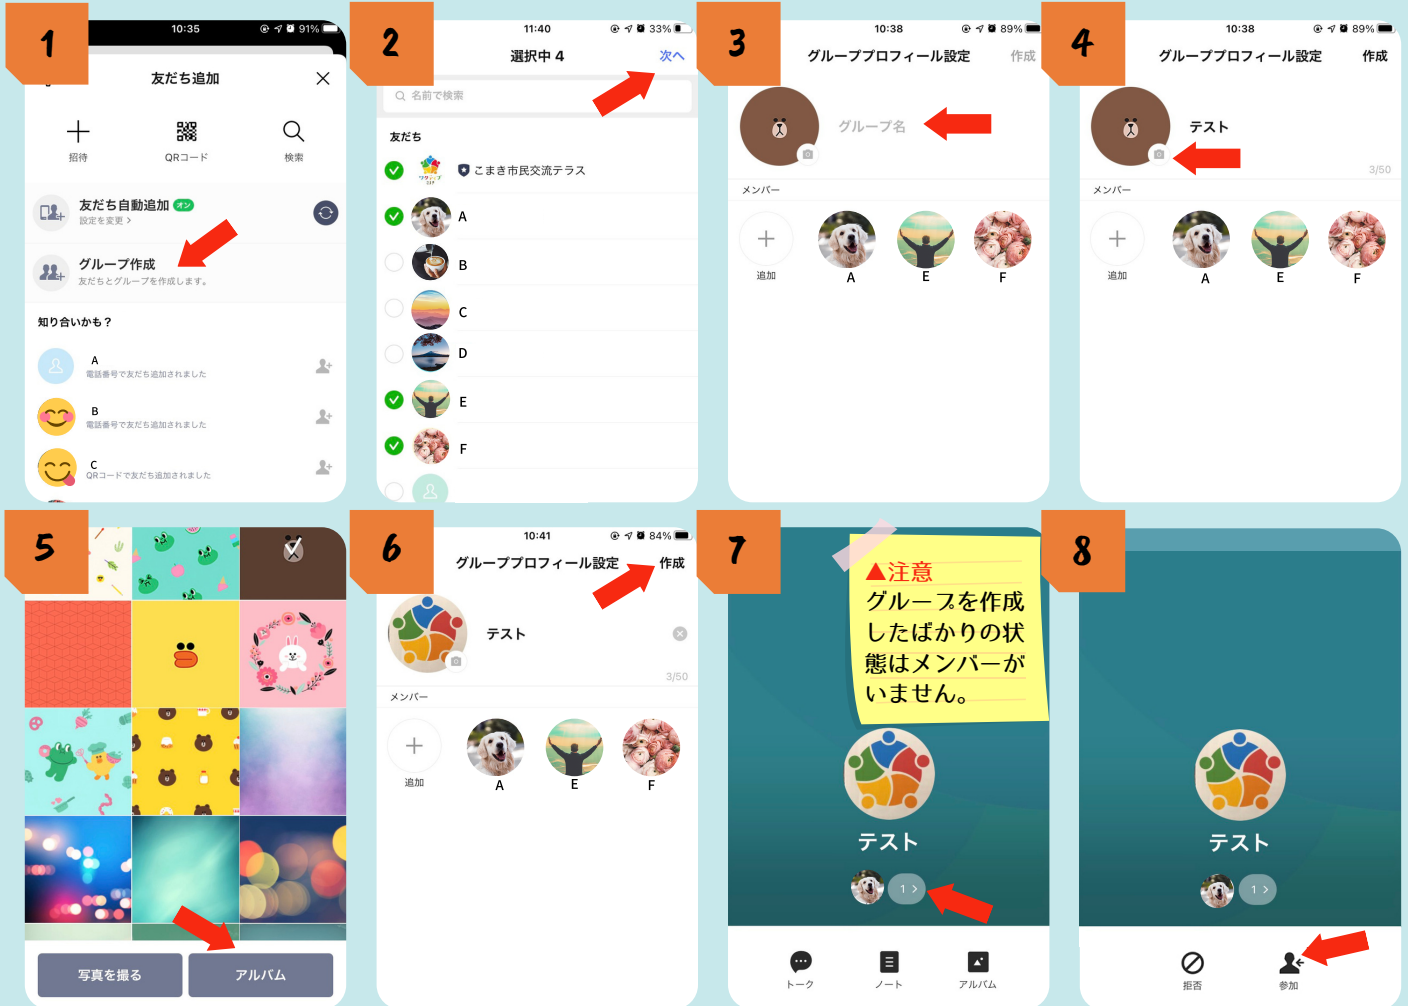 1
10:35
91%
友だち追加
招待
QRコード
検索
友だち自動追加 オン
設定を変更 >
グループ作成
友だちとグループを作成します。
知り合いかも？
A
電話番号で友だち追加されました
B
電話番号で友だち追加されました
C
QRコードで友だち追加されました
2
11:40
33%
選択中 4
次へ
名前で検索
友だち
こまき市民交流テラス
A
B
C
D
E
F
3
10:38
89%
グループプロフィール設定
作成
グループ名
メンバー
追加
A
E
F
4
10:38
89%
グループプロフィール設定
作成
テスト
3/50
メンバー
追加
A
E
F
5
写真を撮る
アルバム
6
10:41
84%
グループプロフィール設定
作成
テスト
3/50
メンバー
追加
A
E
F
7
▲注意
グループを作成
したばかりの状
態はメンバーが
いません。
テスト
1 >
トーク
ノート
アルバム
8
テスト
1 >
拒否
参加